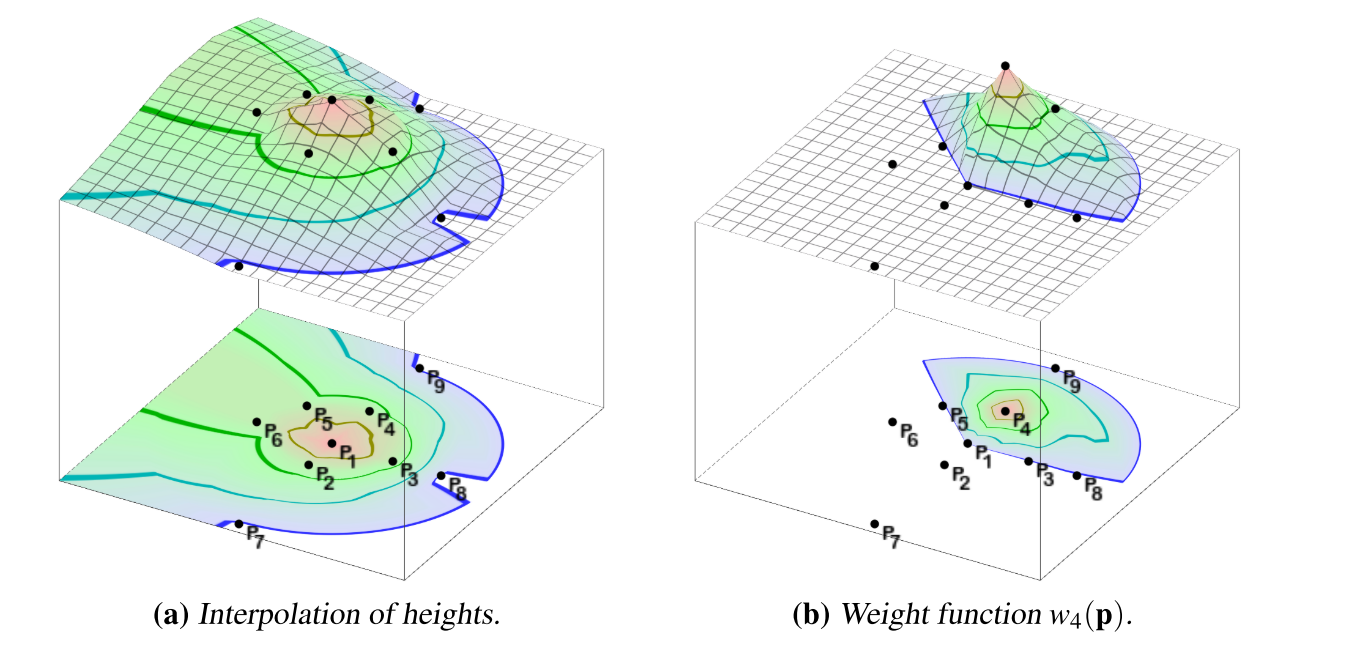 P9
P5
P4
P6
P1
P2
P3
P8
P7
P9
P5
P4
P6
P1
P2
P3
P8
P7
(a) Interpolation of heights.
(b) Weight function w4(p).